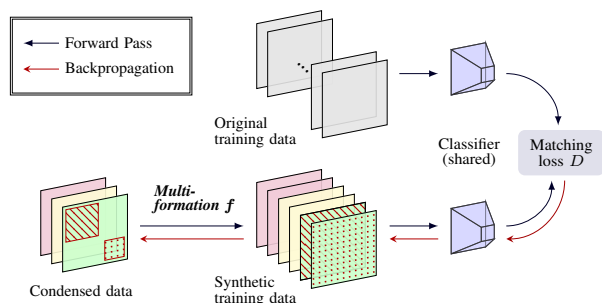 Forward Pass
Backpropagation
Original
training data
Classifier
(shared)
Matching
loss D
Multi-
formation f
Condensed data
Synthetic
training data